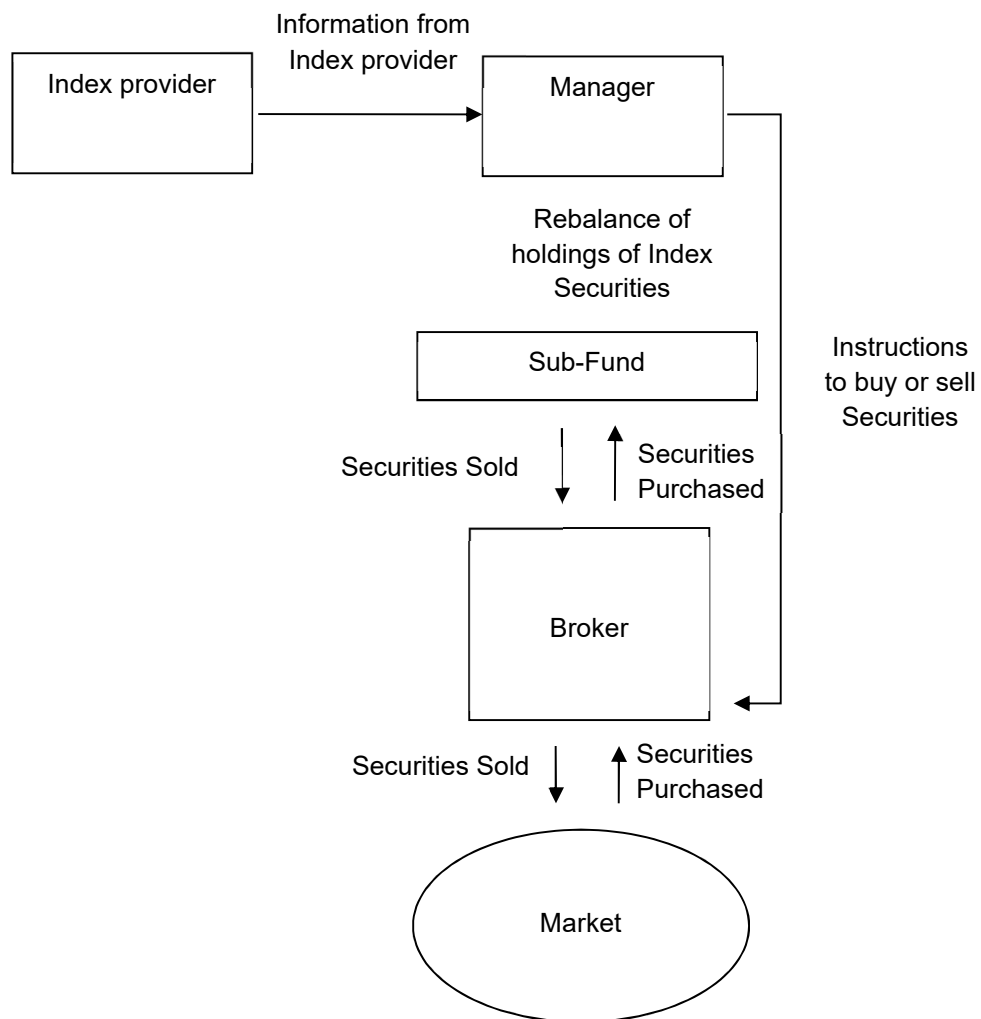 Information from
Index provider
Index provider
Manager
Rebalance of
holdings of Index
Securities
Sub-Fund
Instructions
to buy or sell
Securities
Securities Sold
Securities
Purchased
Broker
Securities Sold
Securities
Purchased
Market